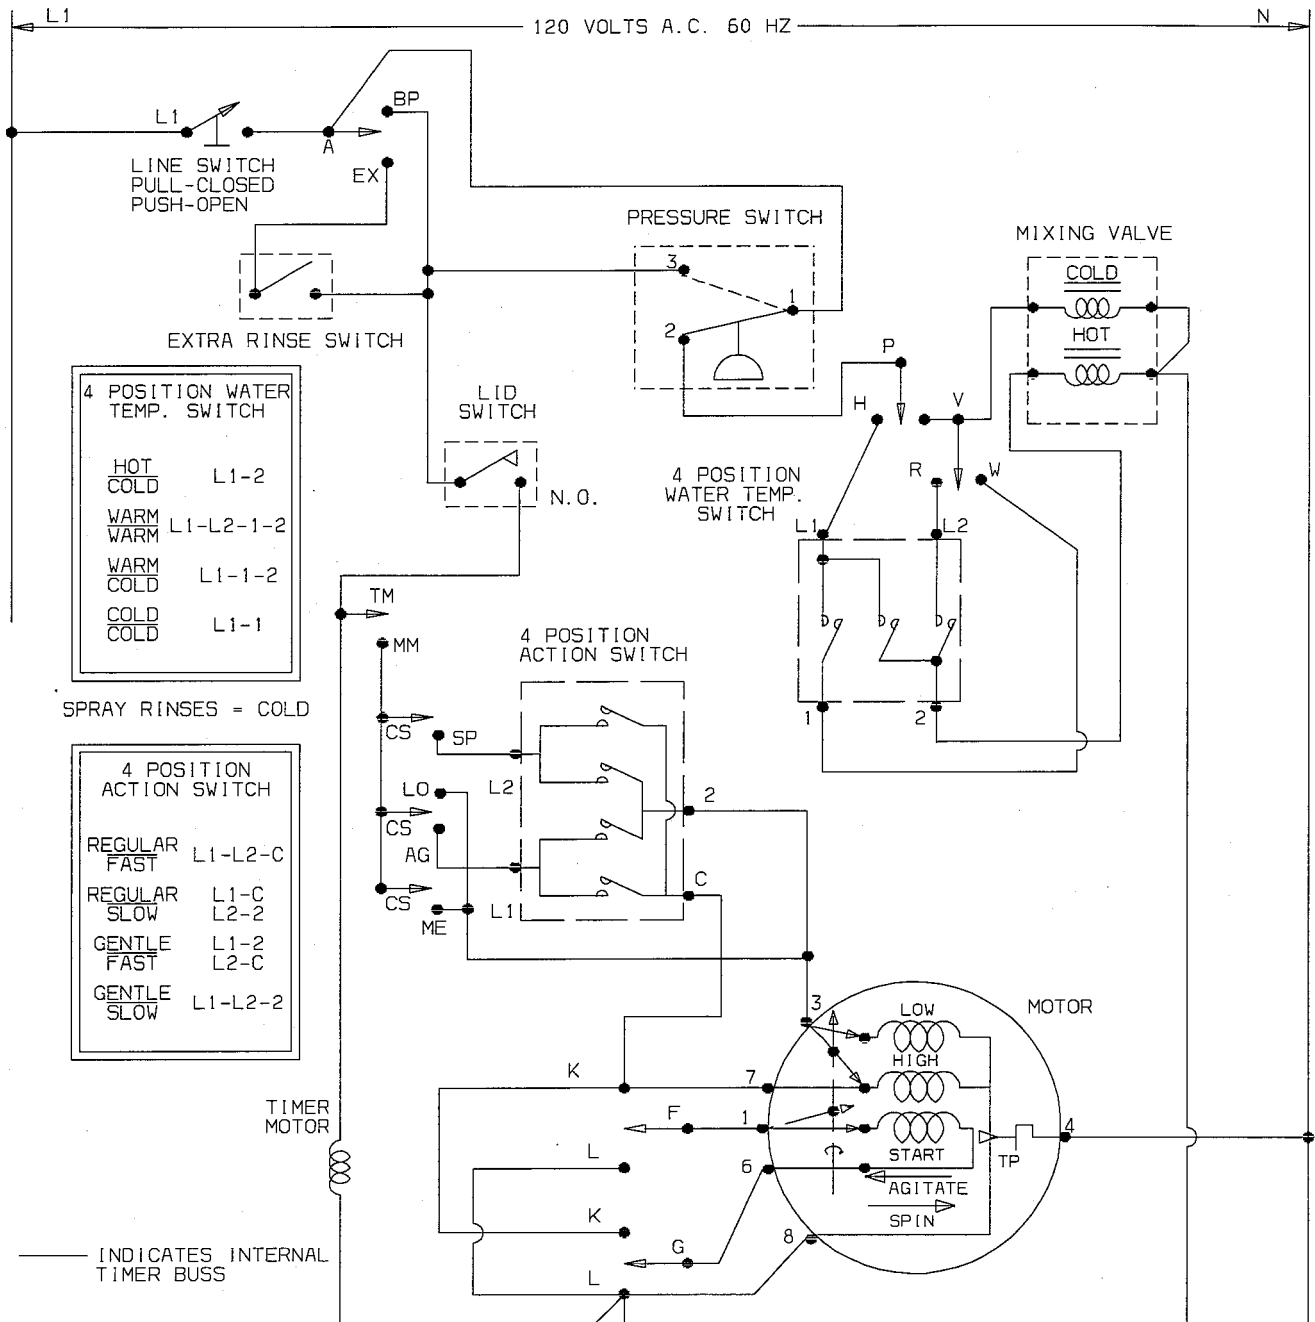 L1
120 VOLTS A.C. 60 HZ
N
BP
L1
A
LINE SWITCH
PULL-CLOSED
PUSH-OPEN
EX
PRESSURE SWITCH
MIXING VALVE
3
COLD
1
EXTRA RINSE SWITCH
2
HOT
P
4 POSITION WATER
TEMP. SWITCH
LID
SWITCH
H
V
HOT
COLD
L1-2
N.O.
4 POSITION
WATER TEMP.
SWITCH
R
W
WARM
WARM
L1-L2-1-2
L1
L2
WARM
COLD
L1-1-2
TM
COLD
COLD
L1-1
MM
4 POSITION
ACTION SWITCH
SPRAY RINSES = COLD
CS
SP
1
2
4 POSITION
ACTION SWITCH
LO
L2
2
CS
REGULAR
FAST
L1-L2-C
AG
REGULAR
SLOW
L1-C
L2-2
CS
L1
C
ME
GENTLE
FAST
L1-2
L2-C
GENTLE
SLOW
L1-L2-2
3
LOW
MOTOR
HIGH
K
7
TIMER
MOTOR
F
1
4
START
TP
L
6
AGITATE
SPIN
K
8
INDICATES INTERNAL
TIMER BUSS
G
L